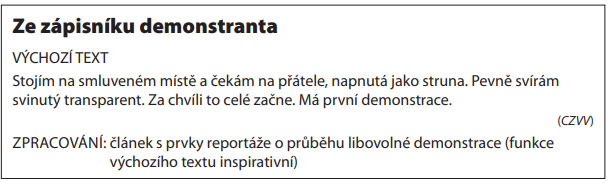 Ze zápisníku demonstranta
VÝCHOZÍ TEXT
Stojím na smluveném místě a čekám na přátele, napnutá jako struna. Pevně svírám
svinutý transparent. Za chvíli to celé začne. Má první demonstrace.
(CZVV)
ZPRACOVÁNÍ: článek s prvky reportáže o průběhu libovolné demonstrace (funkce
výchozího textu inspirativní)